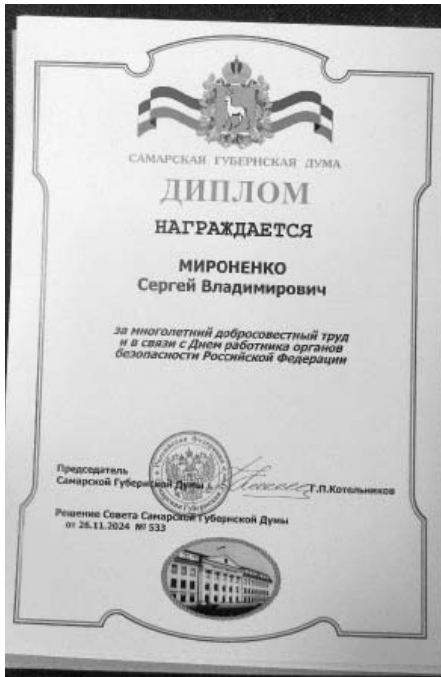 САМАРСКАЯ ГУБЕРНСКАЯ ДУМА
ДИПЛОМ
НАГРАЖДАЕТСЯ
МИРОНЕНКО
Сергей Владимирович
за многолетний добросовестный труд
и в связи с Днем работника органов
безопасности Российской Федерации
Председатель
Самарской Губернской Думы
Г.П.Котельников
Решение Совета Самарской Губернской Думы
от 26.11.2024 № 533